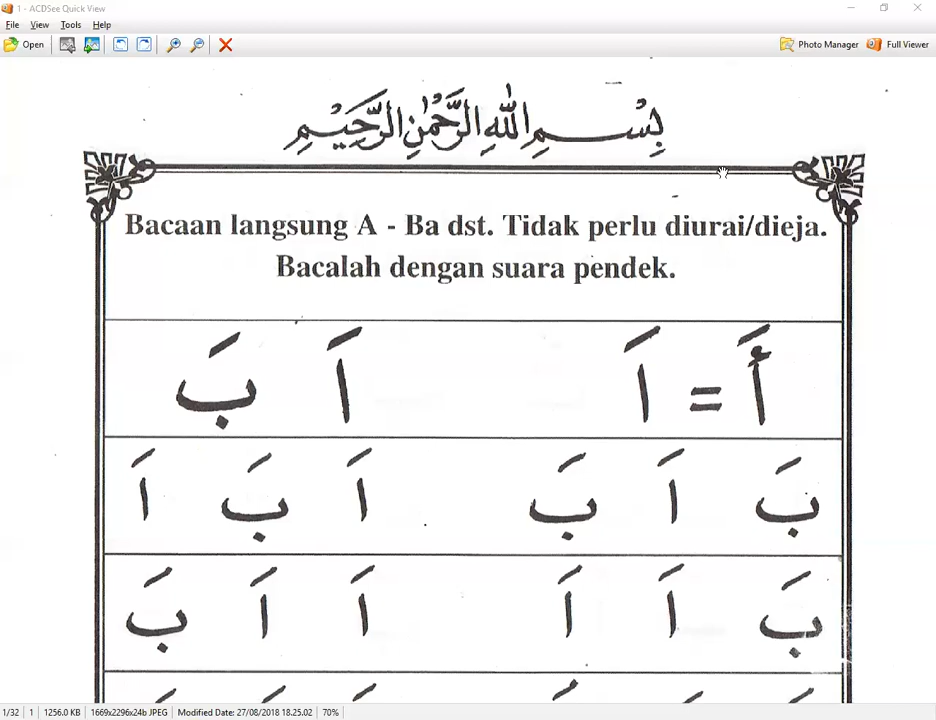 1 - ACDSee Quick View
File View Tools Help
Open Photo Manager Full Viewer
بِسْمِ اللّٰهِ الرَّحْمٰنِ الرَّحِيْمِ
Bacaan langsung A - Ba dst. Tidak perlu diurai/dieja.
Bacalah dengan suara pendek.
أَ = اَ اَ بَ
بَ اَ بَ اَ بَ اَ
بَ اَ اَ اَ اَ بَ
1/32 1 1256.0 KB 1669x2296x24b JPEG Modified Date: 27/08/2018 18.25.02 70%